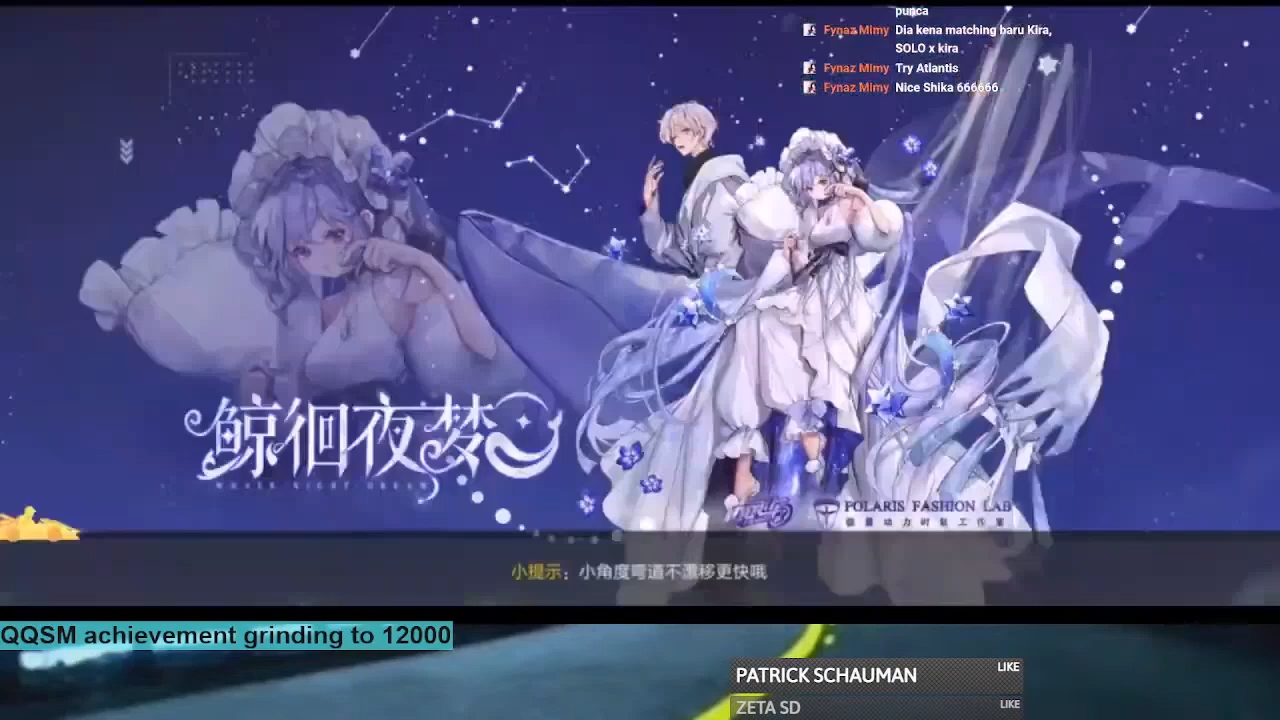 punca
Fynaz Mimy Dia kena matching baru Kira,
SOLO x kira
Fynaz Mimy Try Atlantis
Fynaz Mimy Nice Shika 666666
鲸徊夜梦
POLARIS FASHION LAB
小提示：小角度弯道不漂移更快哦
QQSM achievement grinding to 12000
PATRICK SCHAUMAN LIKE
ZETA SD LIKE